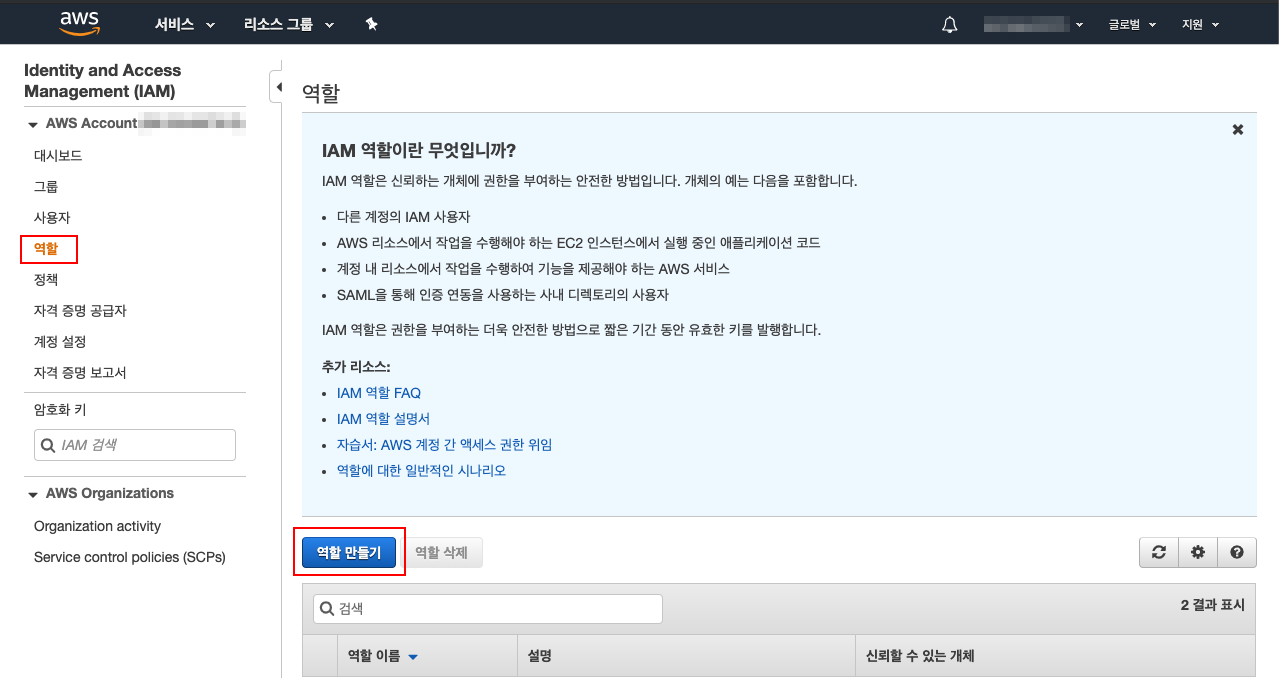 aws
서비스
리소스 그룹
글로벌
지원
Identity and Access
Management (IAM)
AWS Account
대시보드
그룹
사용자
역할
정책
자격 증명 공급자
계정 설정
자격 증명 보고서
암호화 키
IAM 검색
AWS Organizations
Organization activity
Service control policies (SCPs)
역할
IAM 역할이란 무엇입니까?
IAM 역할은 신뢰하는 개체에 권한을 부여하는 안전한 방법입니다. 개체의 예는 다음을 포함합니다.
다른 계정의 IAM 사용자
AWS 리소스에서 작업을 수행해야 하는 EC2 인스턴스에서 실행 중인 애플리케이션 코드
계정 내 리소스에서 작업을 수행하여 기능을 제공해야 하는 AWS 서비스
SAML을 통해 인증 연동을 사용하는 사내 디렉토리의 사용자
IAM 역할은 권한을 부여하는 더욱 안전한 방법으로 짧은 기간 동안 유효한 키를 발행합니다.
추가 리소스:
IAM 역할 FAQ
IAM 역할 설명서
자습서: AWS 계정 간 액세스 권한 위임
역할에 대한 일반적인 시나리오
역할 만들기
역할 삭제
검색
2 결과 표시
역할 이름
설명
신뢰할 수 있는 개체